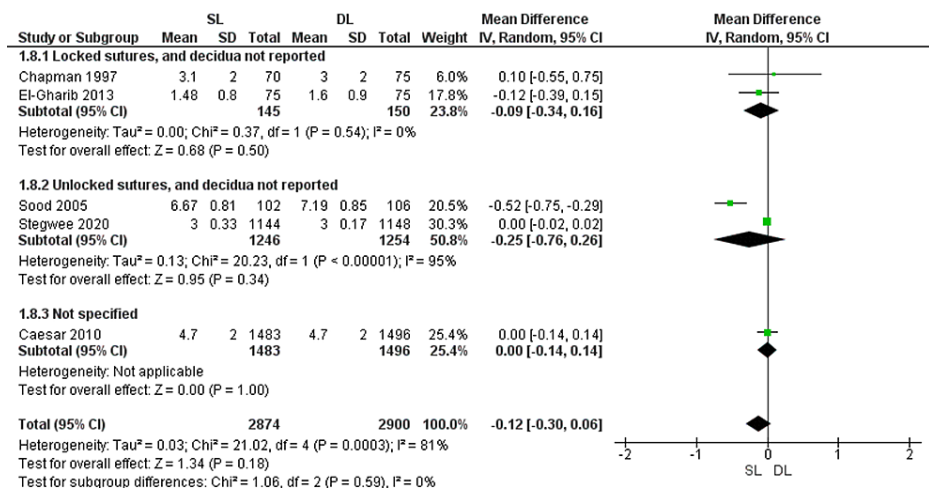 SL DL Mean Difference Mean Difference
Study or Subgroup Mean SD Total Mean SD Total Weight IV, Random, 95% CI IV, Random, 95% CI
1.8.1 Locked sutures, and decidua not reported
Chapman 1997 3.1 2 70 3 2 75 6.0% 0.10 [-0.55, 0.75]
El-Gharib 2013 1.48 0.8 75 1.6 0.9 75 17.8% -0.12 [-0.39, 0.15]
Subtotal (95% CI) 145 150 23.8% -0.09 [-0.34, 0.16]
Heterogeneity: Tau² = 0.00; Chi² = 0.37, df = 1 (P = 0.54); I² = 0%
Test for overall effect: Z = 0.68 (P = 0.50)
1.8.2 Unlocked sutures, and decidua not reported
Sood 2005 6.67 0.81 102 7.19 0.85 106 20.5% -0.52 [-0.75, -0.29]
Stegwee 2020 3 0.33 1144 3 0.17 1148 30.3% 0.00 [-0.02, 0.02]
Subtotal (95% CI) 1246 1254 50.8% -0.25 [-0.76, 0.26]
Heterogeneity: Tau² = 0.13; Chi² = 20.23, df = 1 (P < 0.00001); I² = 95%
Test for overall effect: Z = 0.95 (P = 0.34)
1.8.3 Not specified
Caesar 2010 4.7 2 1483 4.7 2 1496 25.4% 0.00 [-0.14, 0.14]
Subtotal (95% CI) 1483 1496 25.4% 0.00 [-0.14, 0.14]
Heterogeneity: Not applicable
Test for overall effect: Z = 0.00 (P = 1.00)
Total (95% CI) 2874 2900 100.0% -0.12 [-0.30, 0.06]
Heterogeneity: Tau² = 0.03; Chi² = 21.02, df = 4 (P = 0.0003); I² = 81%
Test for overall effect: Z = 1.34 (P = 0.18)
Test for subgroup differences: Chi² = 1.06, df = 2 (P = 0.59), I² = 0%
-2 -1 0 1 2
SL DL